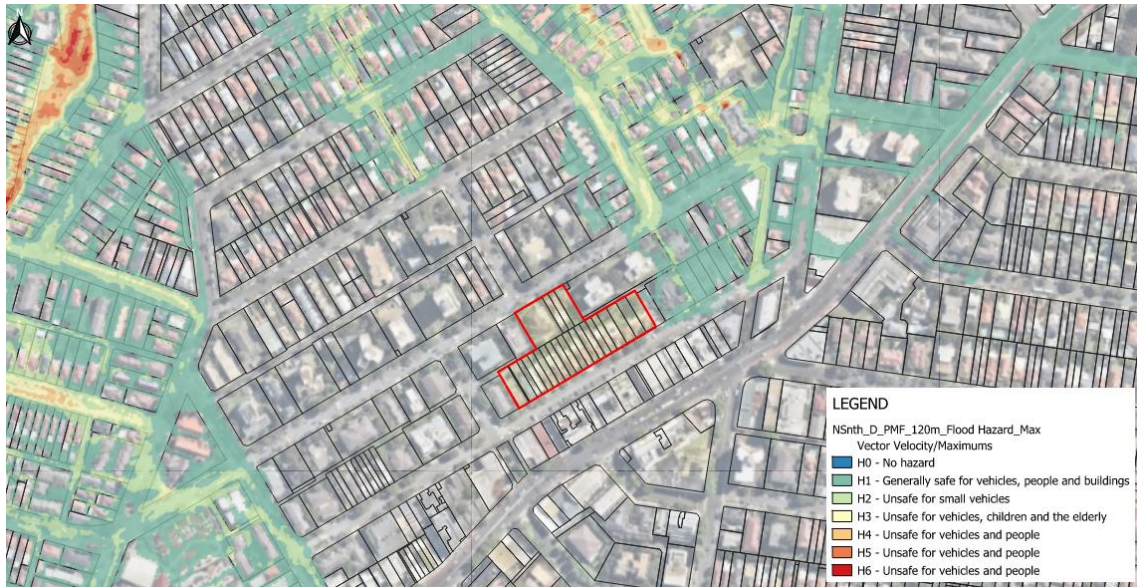 N
LEGEND
NSnth_D_PMF_120m_Flood Hazard_Max
Vector Velocity/Maximums
H0 - No hazard
H1 - Generally safe for vehicles, people and buildings
H2 - Unsafe for small vehicles
H3 - Unsafe for vehicles, children and the elderly
H4 - Unsafe for vehicles and people
H5 - Unsafe for vehicles and people
H6 - Unsafe for vehicles and people